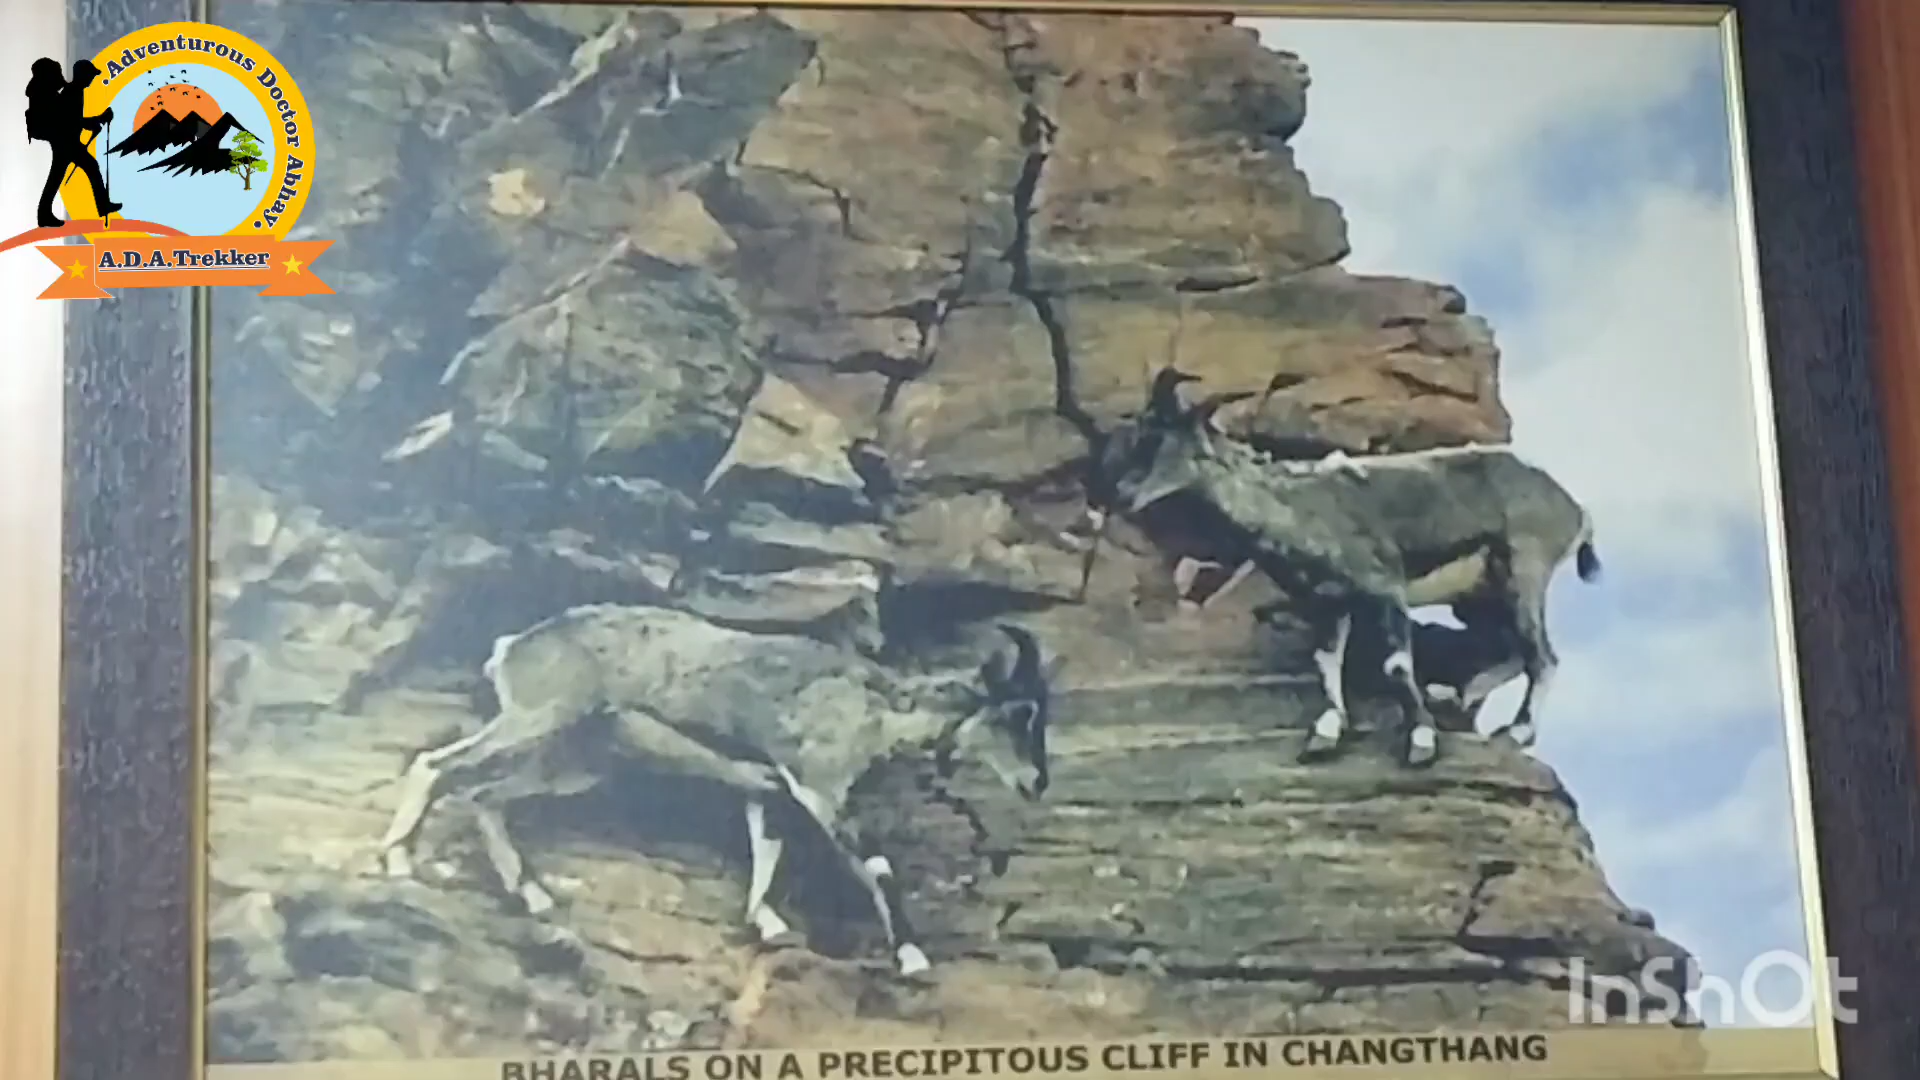 .Adventurous Doctor Abhay.
A.D.A.Trekker
BHARALS ON A PRECIPITOUS CLIFF IN CHANGTHANG
InShOt